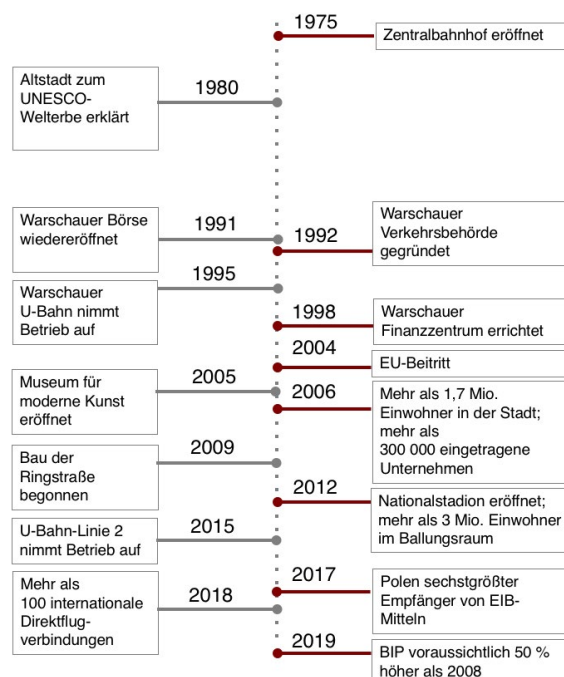 1975
Zentralbahnhof eröffnet
Altstadt zum
UNESCO-
Welterbe erklärt
1980
Warschauer Börse
wiedereröffnet
1991
1992
Warschauer
Verkehrsbehörde
gegründet
1995
Warschauer
U-Bahn nimmt
Betrieb auf
1998
Warschauer
Finanzzentrum errichtet
2004
EU-Beitritt
Museum für
moderne Kunst
eröffnet
2005
2006
Mehr als 1,7 Mio.
Einwohner in der Stadt;
mehr als
300 000 eingetragene
Unternehmen
Bau der
Ringstraße
begonnen
2009
2012
Nationalstadion eröffnet;
mehr als 3 Mio. Einwohner
im Ballungsraum
U-Bahn-Linie 2
nimmt Betrieb auf
2015
2017
Polen sechstgrößter
Empfänger von EIB-
Mitteln
Mehr als
100 internationale
Direktflug-
verbindungen
2018
2019
BIP voraussichtlich 50 %
höher als 2008